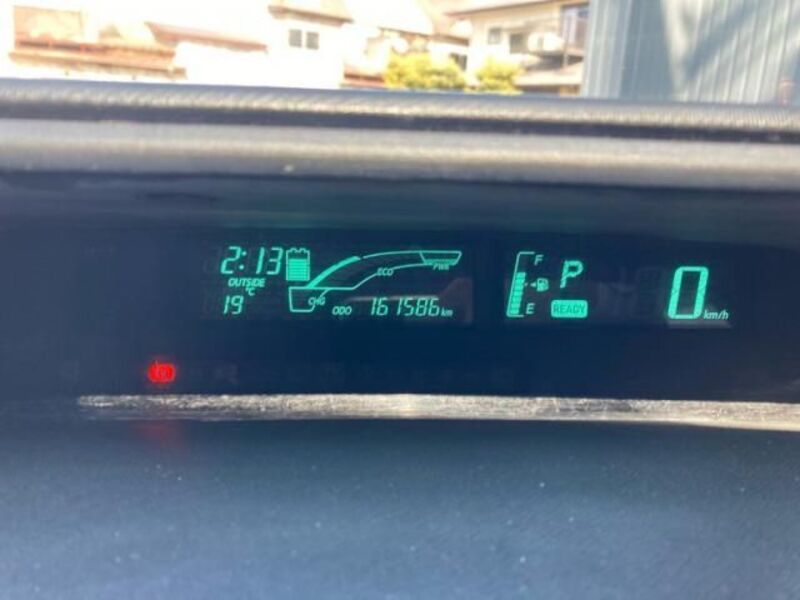 2:13
OUTSIDE
19 °C
CHG ECO PWR
ODO 161586 km
F
E
P
READY
0 km/h